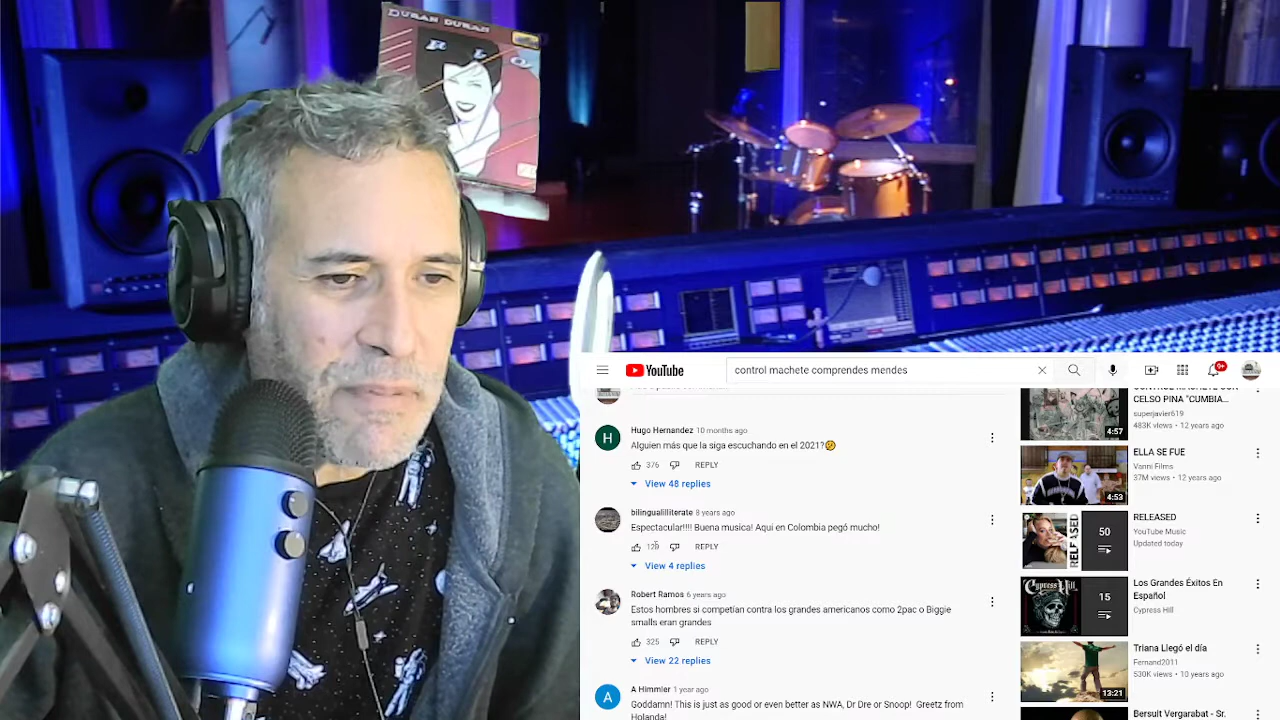 DURAN DURAN
R L
YouTube
control machete comprendes mendes
9+
Hugo Hernandez 10 months ago
Alguien más que la siga escuchando en el 2021?😕
376 REPLY
View 48 replies
bilingualilliterate 8 years ago
Espectacular!!!! Buena musica! Aqui en Colombia pegó mucho!
REPLY
View 4 replies
Robert Ramos 6 years ago
Estos hombres si competían contra los grandes americanos como 2pac o Biggie
smalls eran grandes
325 REPLY
View 22 replies
A Himmier 1 year ago
Goddamn! This is just as good or even better as NWA, Dr Dre or Snoop! Greetz from
Holanda!
H
A
CELSO PINA "CUMBIA...
superjavier619
483K views • 12 years ago
4:57
ELLA SE FUE
Vanni Films
37M views • 12 years ago
4:53
RELEASED
YouTube Music
Updated today
RELEASED
50
Los Grandes Éxitos En
Español
Cypress Hill
Cypress Hill
15
Triana Llegó el día
Fernand2011
530K views • 10 years ago
13:21
Bersuit Vergarabat - Sr.